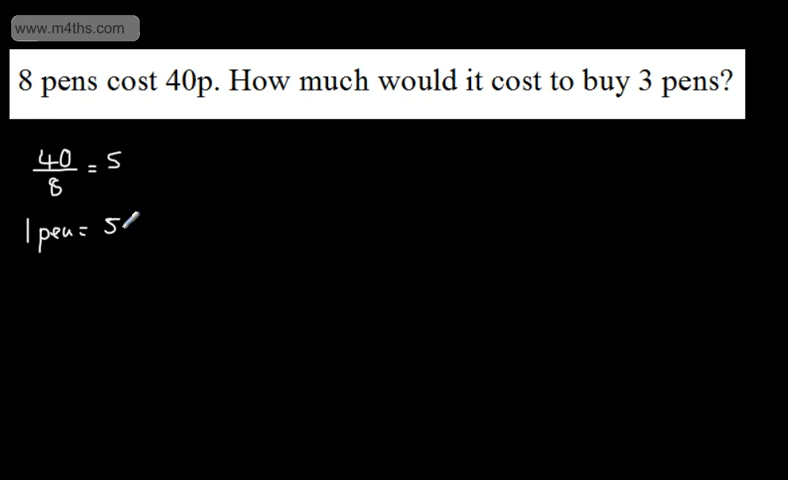 www.m4ths.com
8 pens cost 40p. How much would it cost to buy 3 pens?
40
8
= 5
1 pen = 5